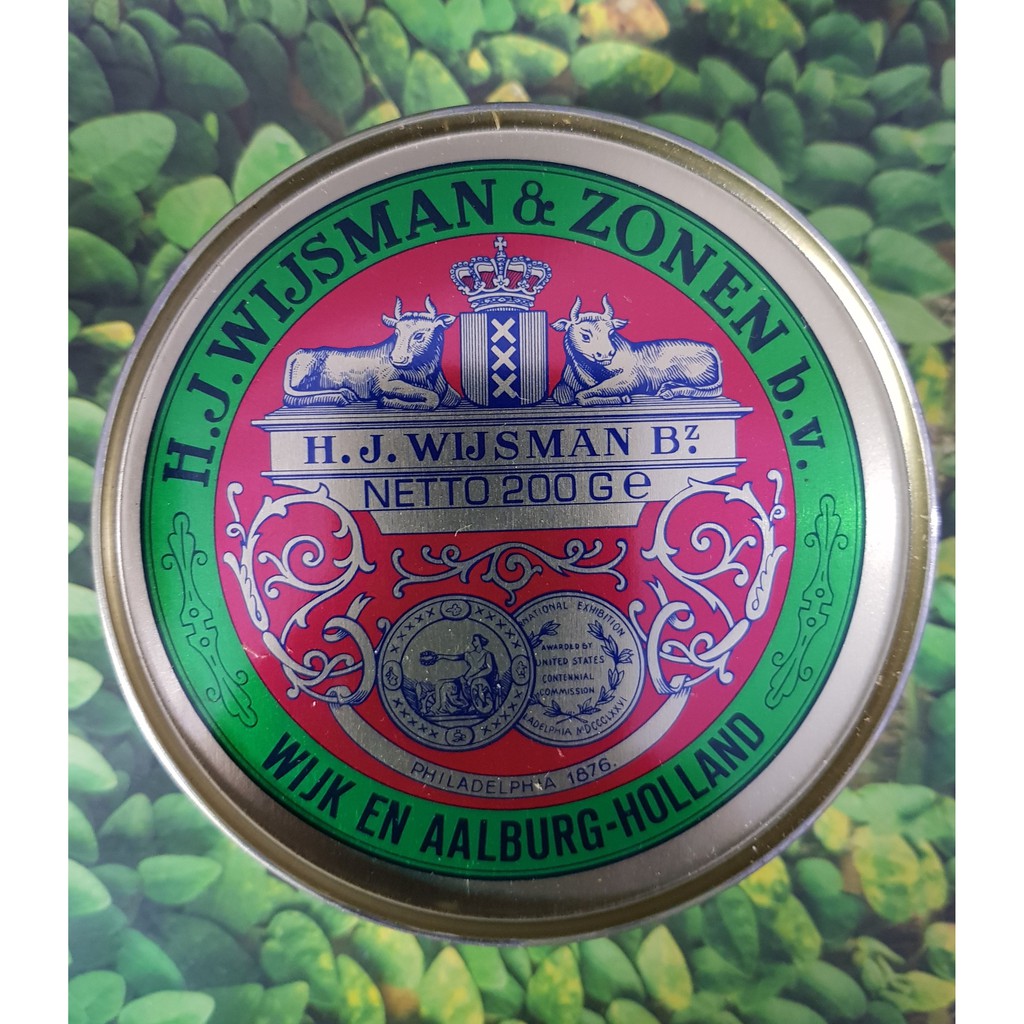 H.J. WIJSMAN & ZONEN b.v.
XXX
H. J. WIJSMAN Bz.
NETTO 200 G e
NATIONAL EXHIBITION
AWARDED BY
UNITED STATES
CENTENNIAL
COMMISSION
PHILADELPHIA 1876.
WIJK EN AALBURG-HOLLAND